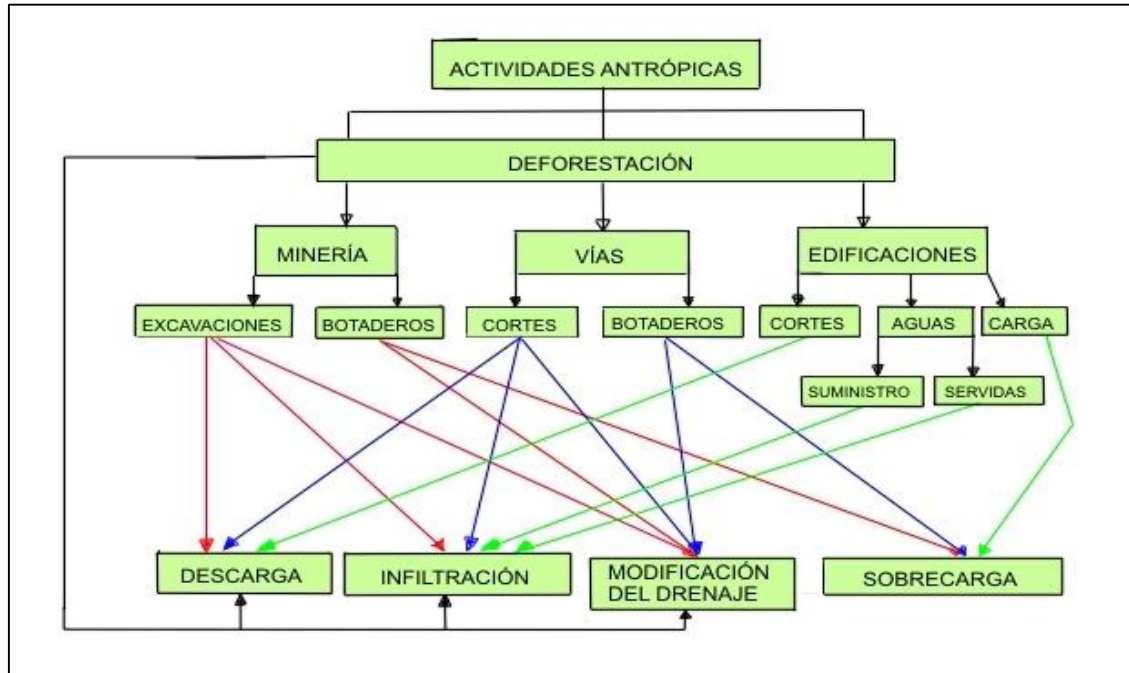 ACTIVIDADES ANTRÓPICAS
DEFORESTACIÓN
MINERÍA
VÍAS
EDIFICACIONES
EXCAVACIONES
BOTADEROS
CORTES
BOTADEROS
CORTES
AGUAS
CARGA
SUMINISTRO
SERVIDAS
DESCARGA
INFILTRACIÓN
MODIFICACIÓN
DEL DRENAJE
SOBRECARGA